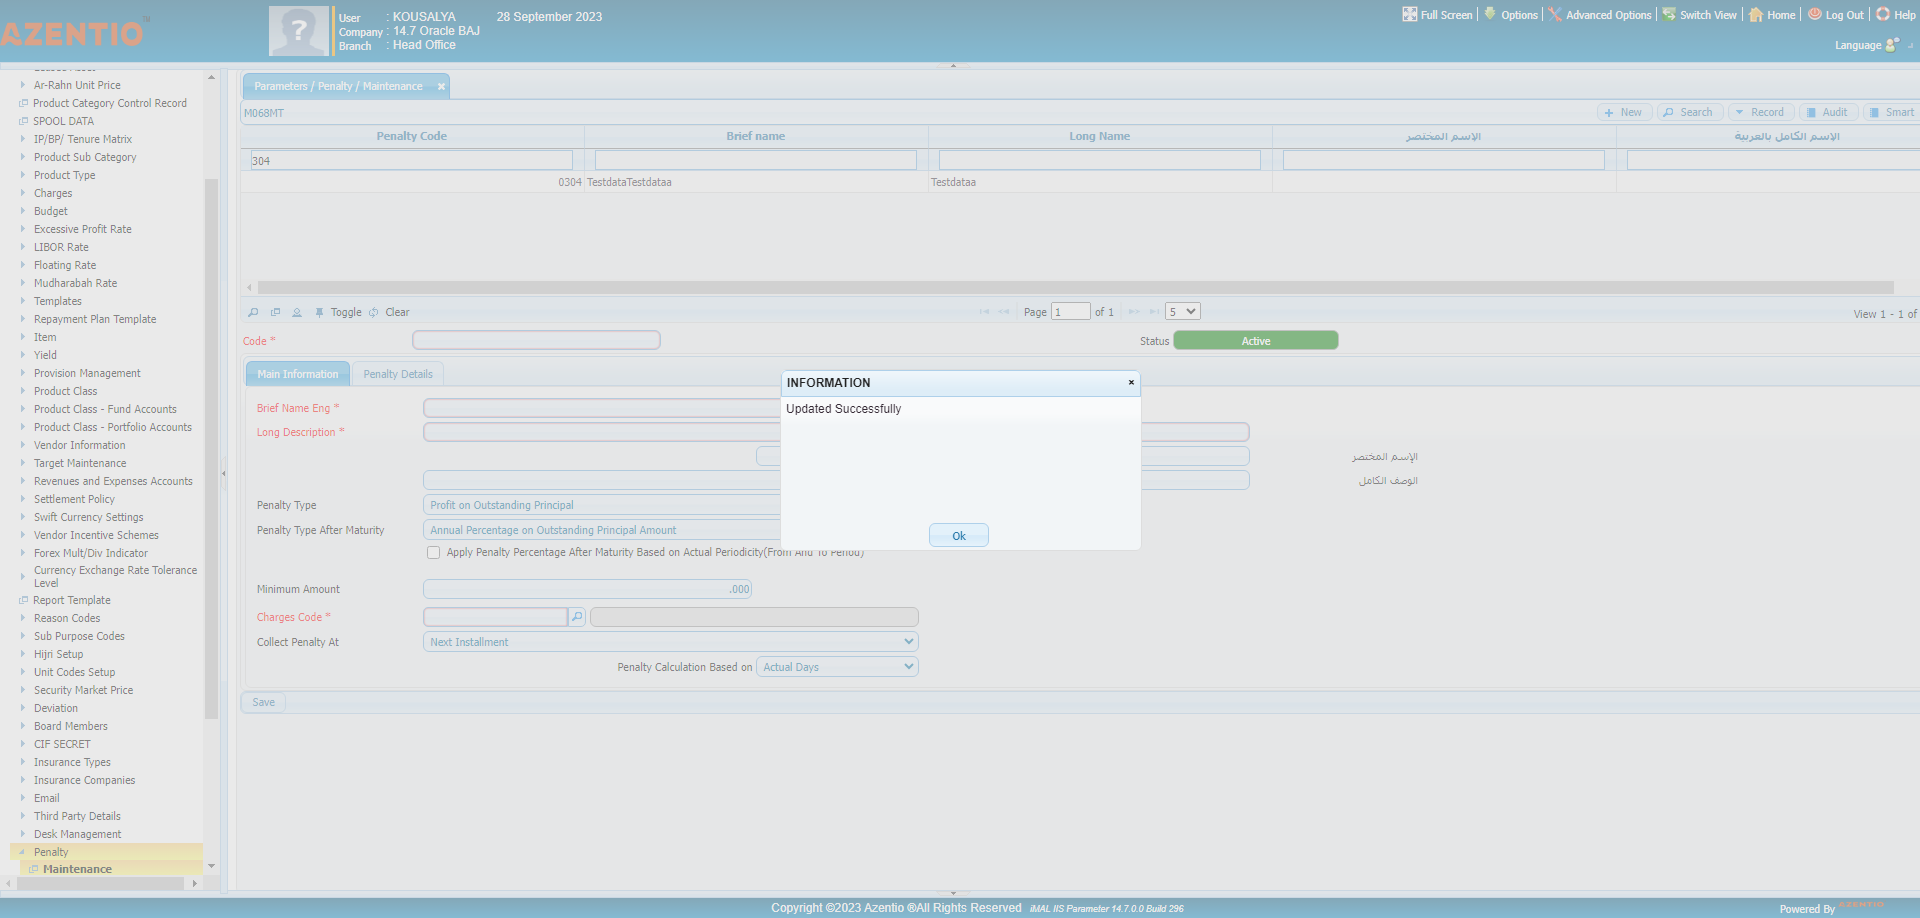 AZENTIO TM
User : KOUSALYA 28 September 2023
Company : 14.7 Oracle BAJ
Branch : Head Office
Full Screen Options Advanced Options Switch View Home Log Out Help
Language
Ar-Rahn Unit Price
Product Category Control Record
SPOOL DATA
IP/BP/ Tenure Matrix
Product Sub Category
Product Type
Charges
Budget
Excessive Profit Rate
LIBOR Rate
Floating Rate
Mudharabah Rate
Templates
Repayment Plan Template
Item
Yield
Provision Management
Product Class
Product Class - Fund Accounts
Product Class - Portfolio Accounts
Vendor Information
Target Maintenance
Revenues and Expenses Accounts
Settlement Policy
Swift Currency Settings
Vendor Incentive Schemes
Forex Mult/Div Indicator
Currency Exchange Rate Tolerance
Level
Report Template
Reason Codes
Sub Purpose Codes
Hijri Setup
Unit Codes Setup
Security Market Price
Deviation
Board Members
CIF SECRET
Insurance Types
Insurance Companies
Email
Third Party Details
Desk Management
Penalty
Maintenance
Parameters / Penalty / Maintenance
M068MT
New Search Record Audit Smart
Penalty Code Brief name Long Name الإسم المختصر الإسم الكامل بالعربية
304
0304 TestdataTestdataa Testdataa
Toggle Clear Page 1 of 1 5 View 1 - 1 of
Code * Status Active
Main Information Penalty Details
Brief Name Eng *
Long Description *
الإسم المختصر
الوصف الكامل
Penalty Type Profit on Outstanding Principal
Penalty Type After Maturity Annual Percentage on Outstanding Principal Amount
Apply Penalty Percentage After Maturity Based on Actual Periodicity(From And To Period)
Minimum Amount .000
Charges Code *
Collect Penalty At Next Installment
Penalty Calculation Based on Actual Days
Save
INFORMATION
Updated Successfully
Ok
Copyright ©2023 Azentio ®All Rights Reserved iMAL IIS Parameter 14.7.0.0 Build 296
Powered By AZENTIO